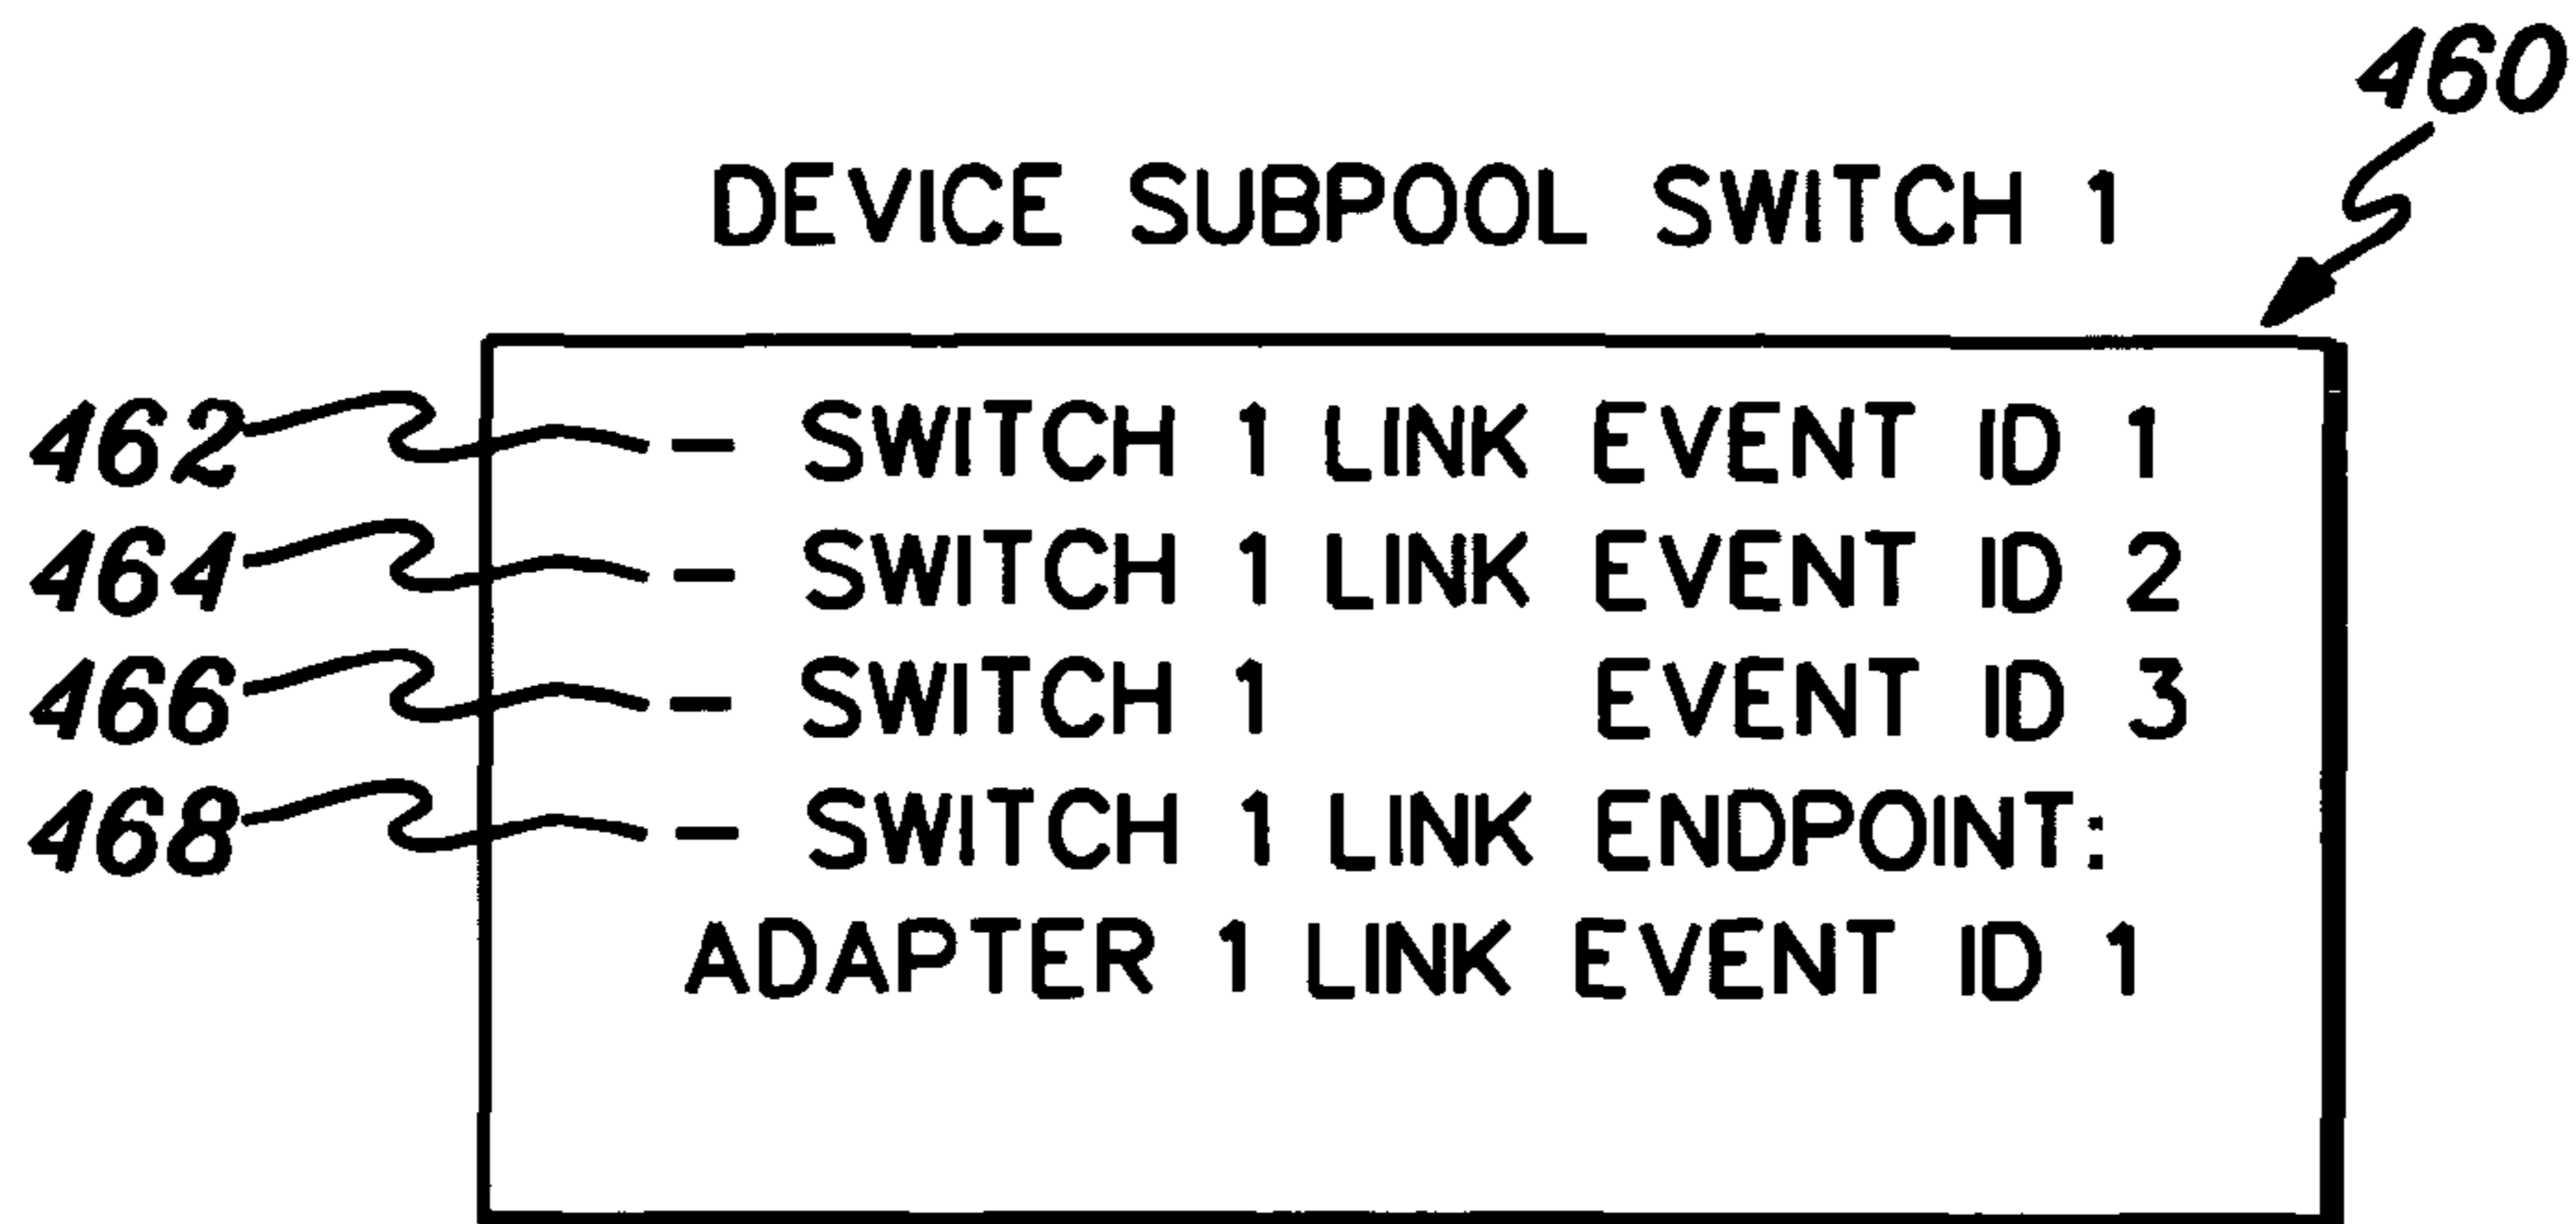 460
DEVICE SUBPOOL SWITCH 1
462 - SWITCH 1 LINK EVENT ID 1
464 - SWITCH 1 LINK EVENT ID 2
466 - SWITCH 1 EVENT ID 3
468 - SWITCH 1 LINK ENDPOINT:
ADAPTER 1 LINK EVENT ID 1